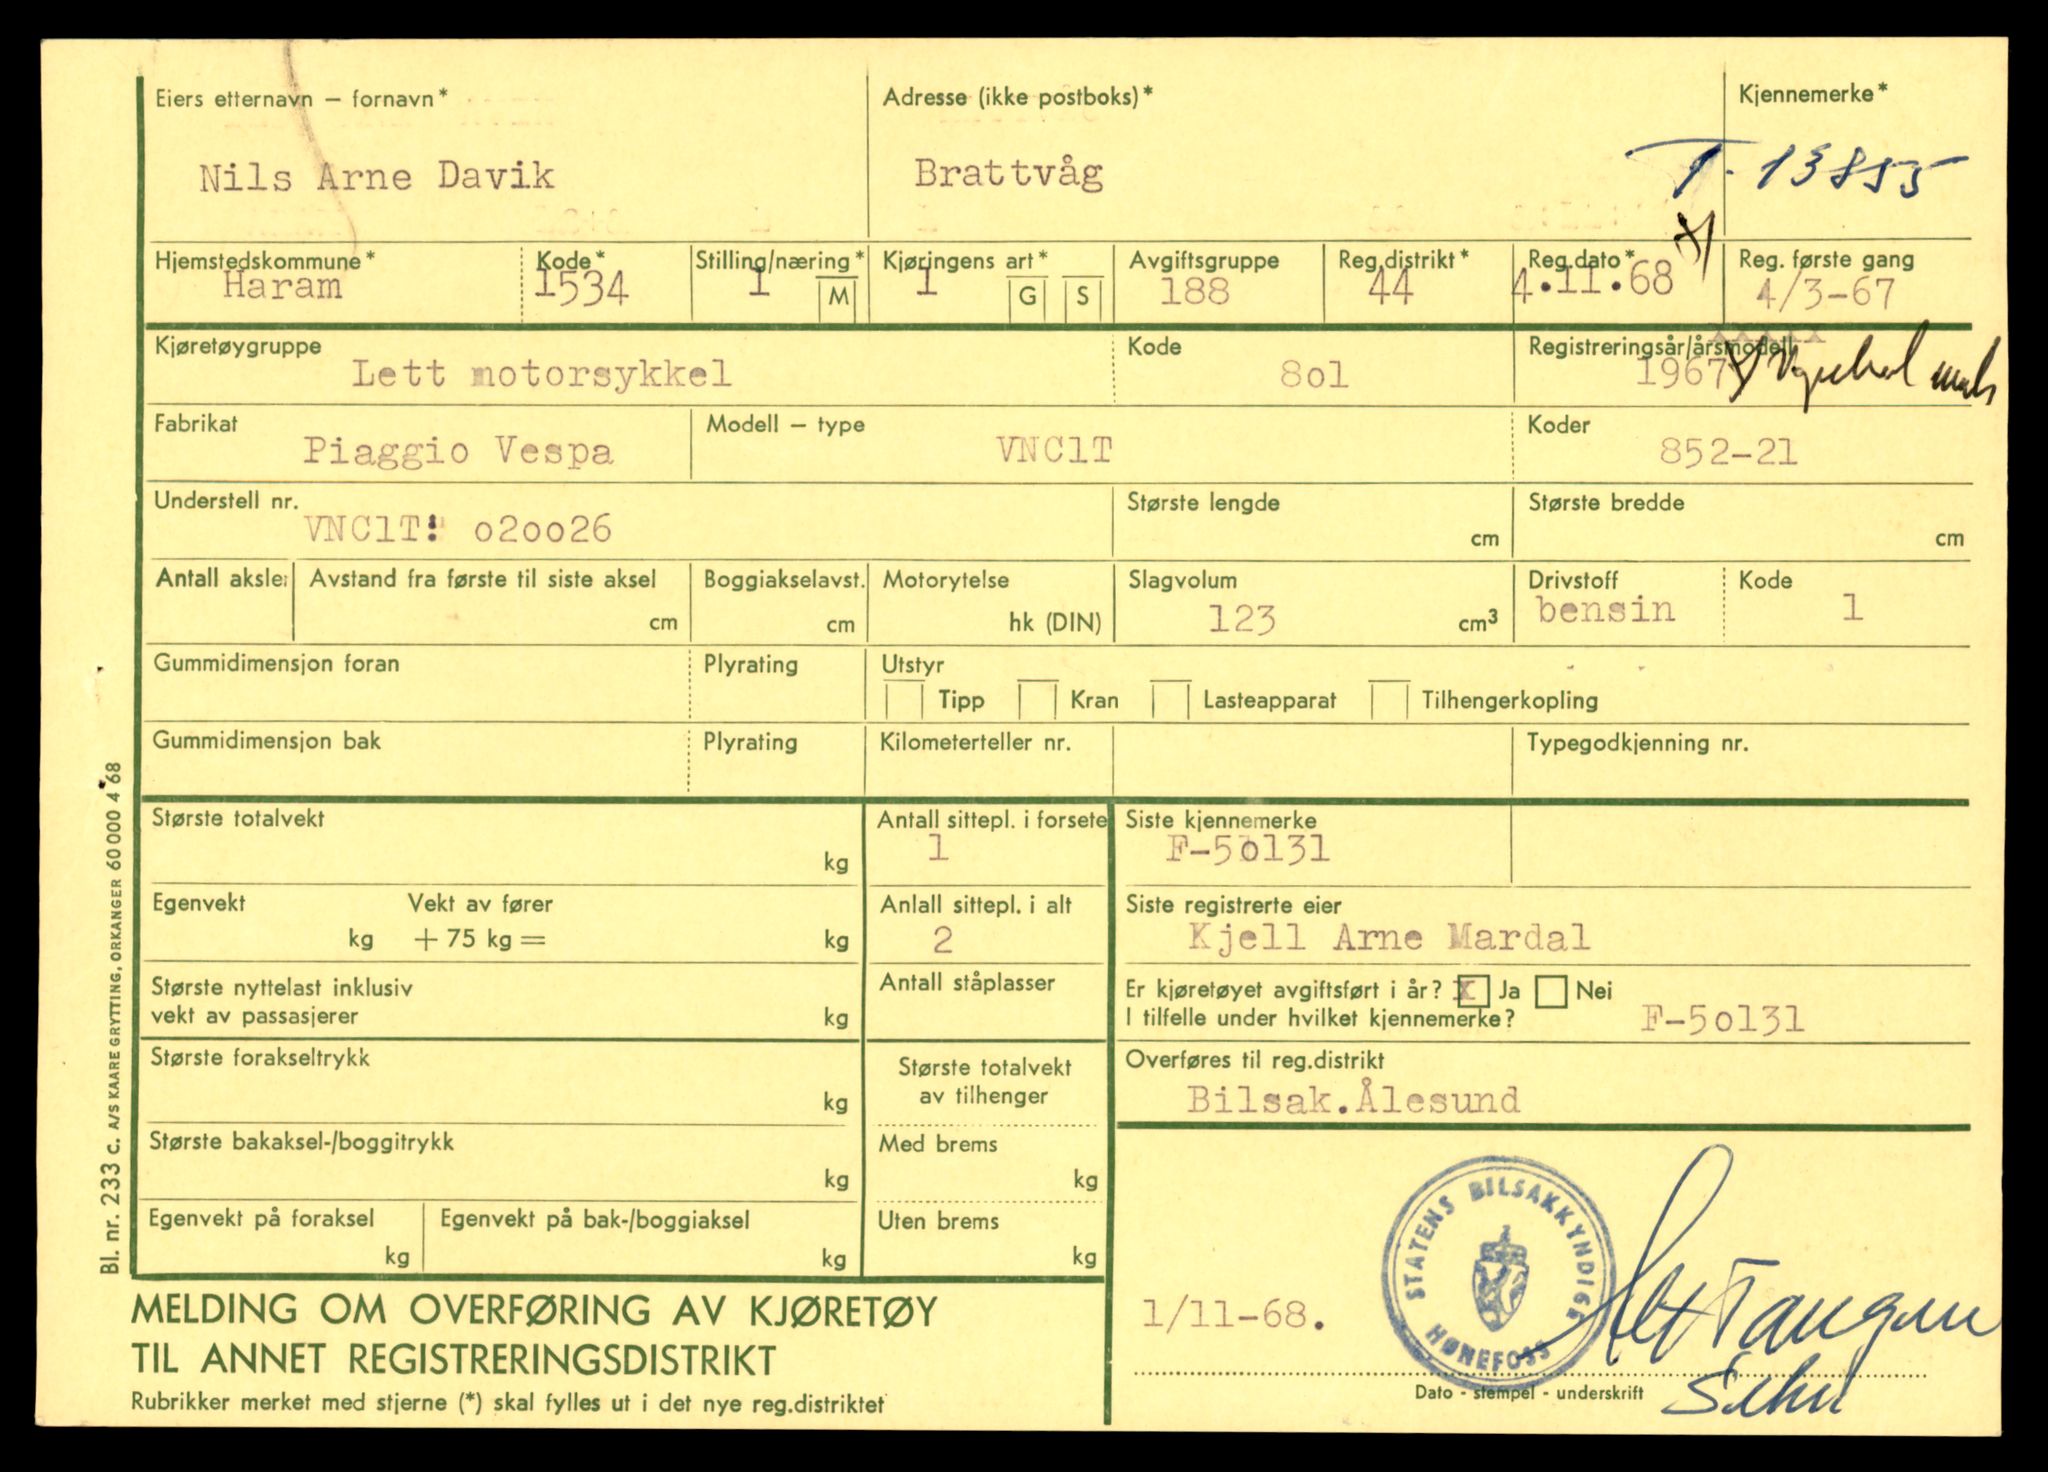 Eiers etternavn – fornavn* Adresse (ikke postboks)* Kjennemerke*
Nils Arne Davik Brattvåg T-13855
Hjemstedskommune* Kode* Stilling/næring* Kjøringens art* Avgiftsgruppe Reg.distrikt* Reg.dato* Reg. første gang
Haram 1534 1 M 1 G S 188 44 4.11.68 4/3-67
Kjøretøygruppe Kode Registreringsår/årsmodell
Lett motorsykkel 8o1 1967
Fabrikat Modell – type Koder
Piaggio Vespa VNC1T 852-21
Understell nr. Største lengde Største bredde
VNC1T: o2oo26 cm cm
Antall aksler Avstand fra første til siste aksel Boggiakselavst. Motorytelse Slagvolum Drivstoff Kode
cm cm hk (DIN) 123 cm³ bensin 1
Gummidimensjon foran Plyrating Utstyr
Tipp Kran Lasteapparat Tilhengerkopling
Gummidimensjon bak Plyrating Kilometerteller nr. Typegodkjenning nr.
Største totalvekt Antall sittepl. i forsete Siste kjennemerke
kg 1 F-5o131
Egenvekt Vekt av fører Anlall sittepl. i alt Siste registrerte eier
kg + 75 kg = kg 2 Kjell Arne Mardal
Største nyttelast inklusiv Antall ståplasser Er kjøretøyet avgiftsført i år? X Ja Nei
vekt av passasjerer kg I tilfelle under hvilket kjennemerke? F-5o131
Største forakseltrykk Største totalvekt Overføres til reg.distrikt
kg av tilhenger Bilsak.Ålesund
Største bakaksel-/boggitrykk Med brems
kg kg
Egenvekt på foraksel Egenvekt på bak-/boggiaksel Uten brems
kg kg kg
STATENS BILSAKKYNDIGE
HØNEFOSS
1/11-68.
Dato - stempel - underskrift
MELDING OM OVERFØRING AV KJØRETØY
TIL ANNET REGISTRERINGSDISTRIKT
Rubrikker merket med stjerne (*) skal fylles ut i det nye reg.distriktet
Bl. nr. 233 c. A/S KAARE GRYTTING, ORKANGER 60 000 4 68